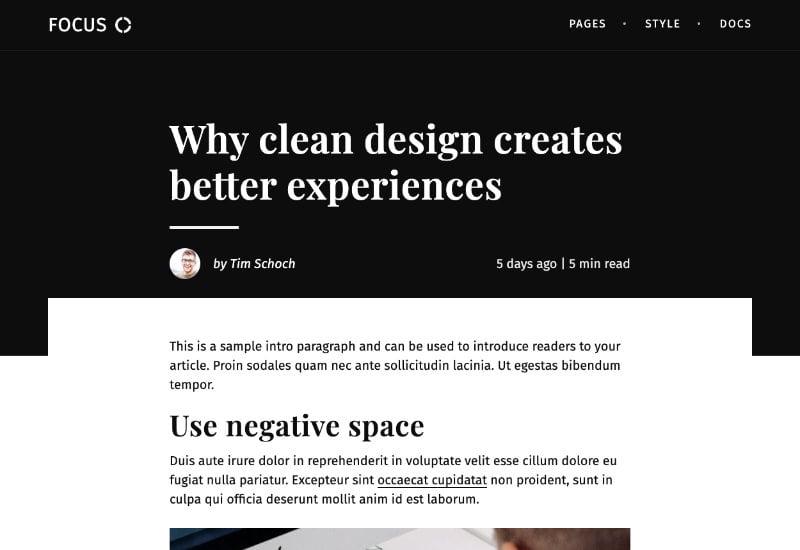 FOCUS
PAGES • STYLE • DOCS
Why clean design creates
better experiences
by Tim Schoch
5 days ago | 5 min read
This is a sample intro paragraph and can be used to introduce readers to your
article. Proin sodales quam nec ante sollicitudin lacinia. Ut egestas bibendum
tempor.
Use negative space
Duis aute irure dolor in reprehenderit in voluptate velit esse cillum dolore eu
fugiat nulla pariatur. Excepteur sint occaecat cupidatat non proident, sunt in
culpa qui officia deserunt mollit anim id est laborum.